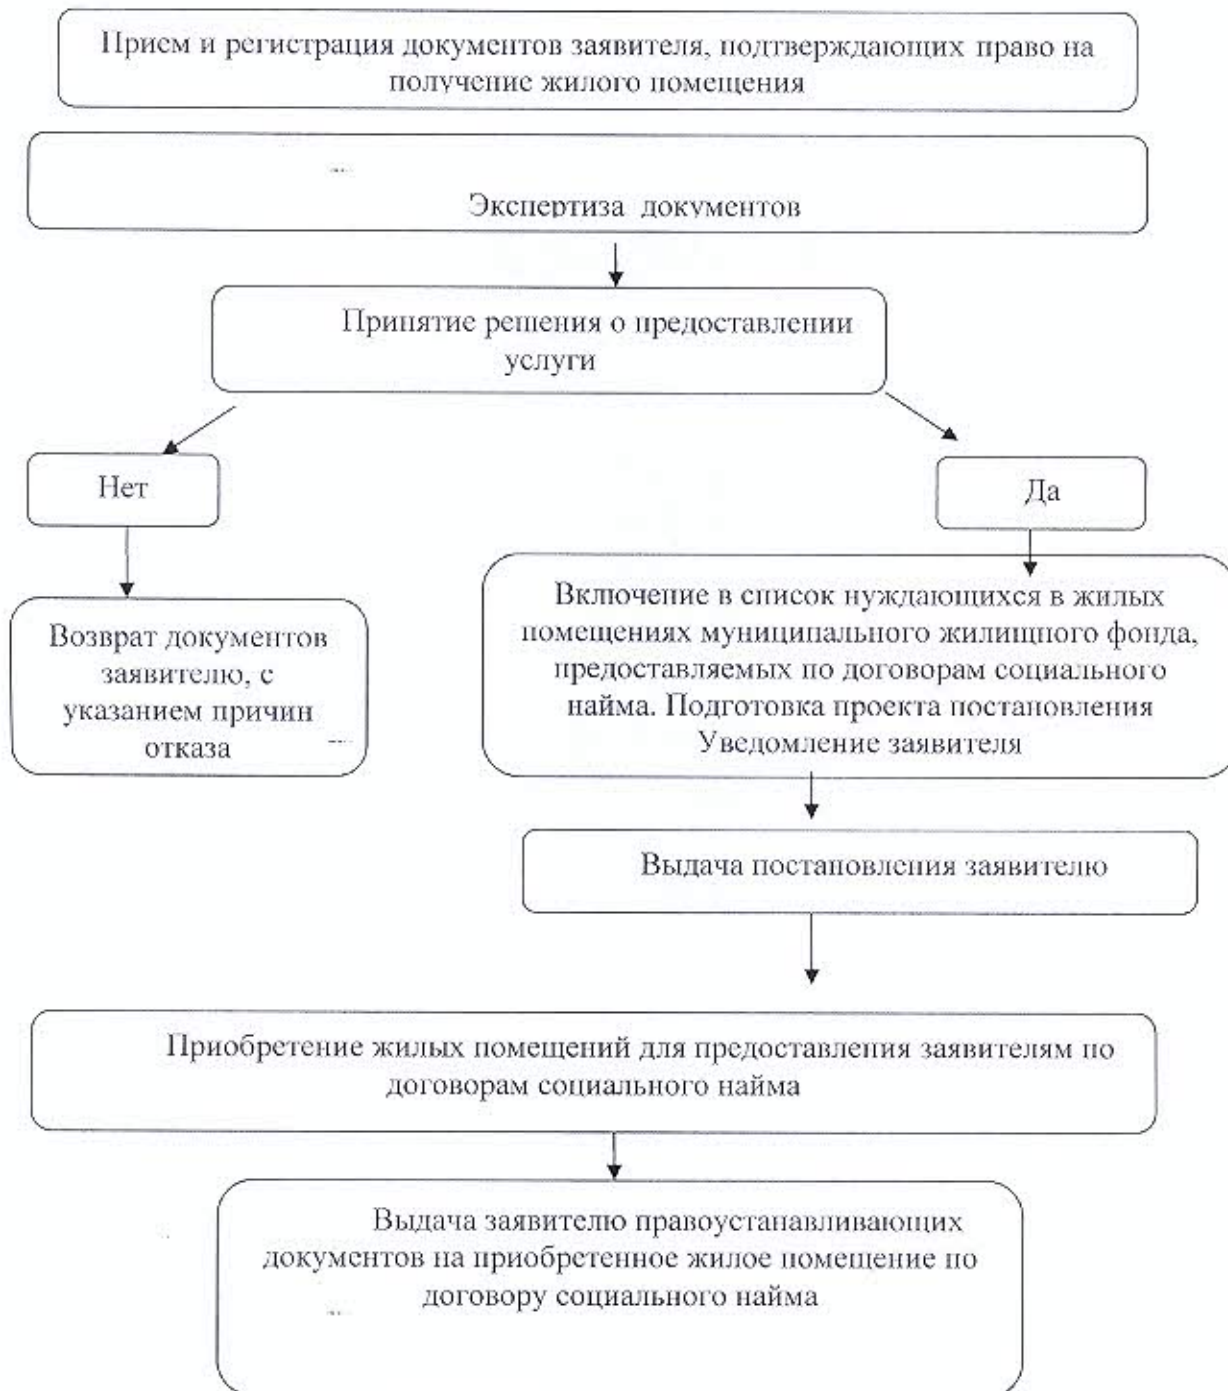 Прием и регистрация документов заявителя, подтверждающих право на
получение жилого помещения
Экспертиза документов
Принятие решения о предоставлении
услуги
Нет
Да
Возврат документов
заявителю, с
указанием причин
отказа
Включение в список нуждающихся в жилых
помещениях муниципального жилищного фонда,
предоставляемых по договорам социального
найма. Подготовка проекта постановления
Уведомление заявителя
Выдача постановления заявителю
Приобретение жилых помещений для предоставления заявителям по
договорам социального найма
Выдача заявителю правоустанавливающих
документов на приобретенное жилое помещение по
договору социального найма